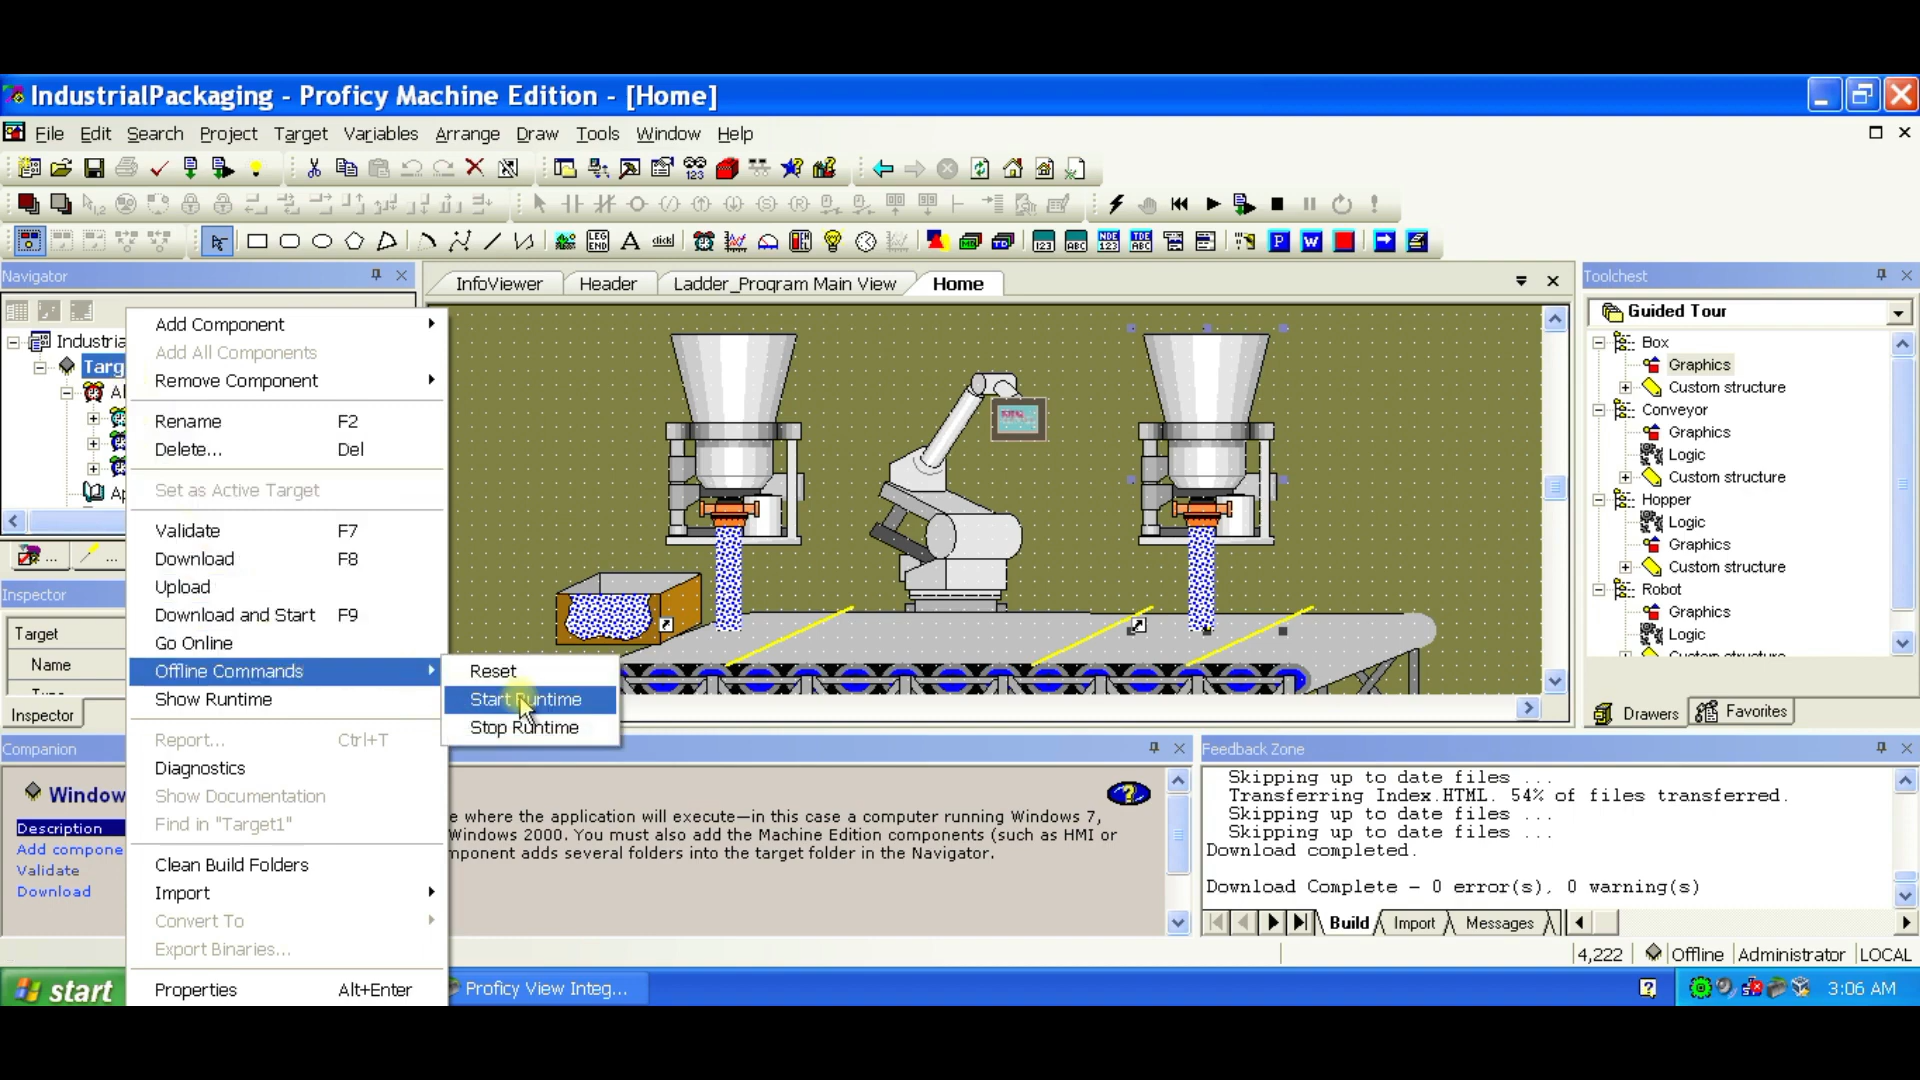 IndustrialPackaging - Proficy Machine Edition - [Home]
File Edit Search Project Target Variables Arrange Draw Tools Window Help
Navigator
InfoViewer Header Ladder_Program Main View Home
Toolchest
Guided Tour
Industria
Targ
Add Component
Add All Components
Remove Component
Rename F2
Delete... Del
Set as Active Target
Validate F7
Download F8
Upload
Download and Start F9
Go Online
Offline Commands
Show Runtime
Report... Ctrl+T
Diagnostics
Show Documentation
Find in "Target1"
Clean Build Folders
Import
Convert To
Export Binaries...
Properties Alt+Enter
Reset
Start Runtime
Stop Runtime
Box
Graphics
Custom structure
Conveyor
Graphics
Logic
Custom structure
Hopper
Logic
Graphics
Custom structure
Robot
Graphics
Logic
Custom structure
Drawers Favorites
Inspector
Target
Name
Inspector
Companion
Window
Description
Add compone
Validate
Download
e where the application will execute—in this case a computer running Windows 7,
Windows 2000. You must also add the Machine Edition components (such as HMI or
mponent adds several folders into the target folder in the Navigator.
Feedback Zone
Skipping up to date files ...
Transferring Index.HTML. 54% of files transferred.
Skipping up to date files ...
Skipping up to date files ...
Download completed.
Download Complete - 0 error(s), 0 warning(s)
Build Import Messages
4,222 Offline Administrator LOCAL
start Proficy View Integ... 3:06 AM